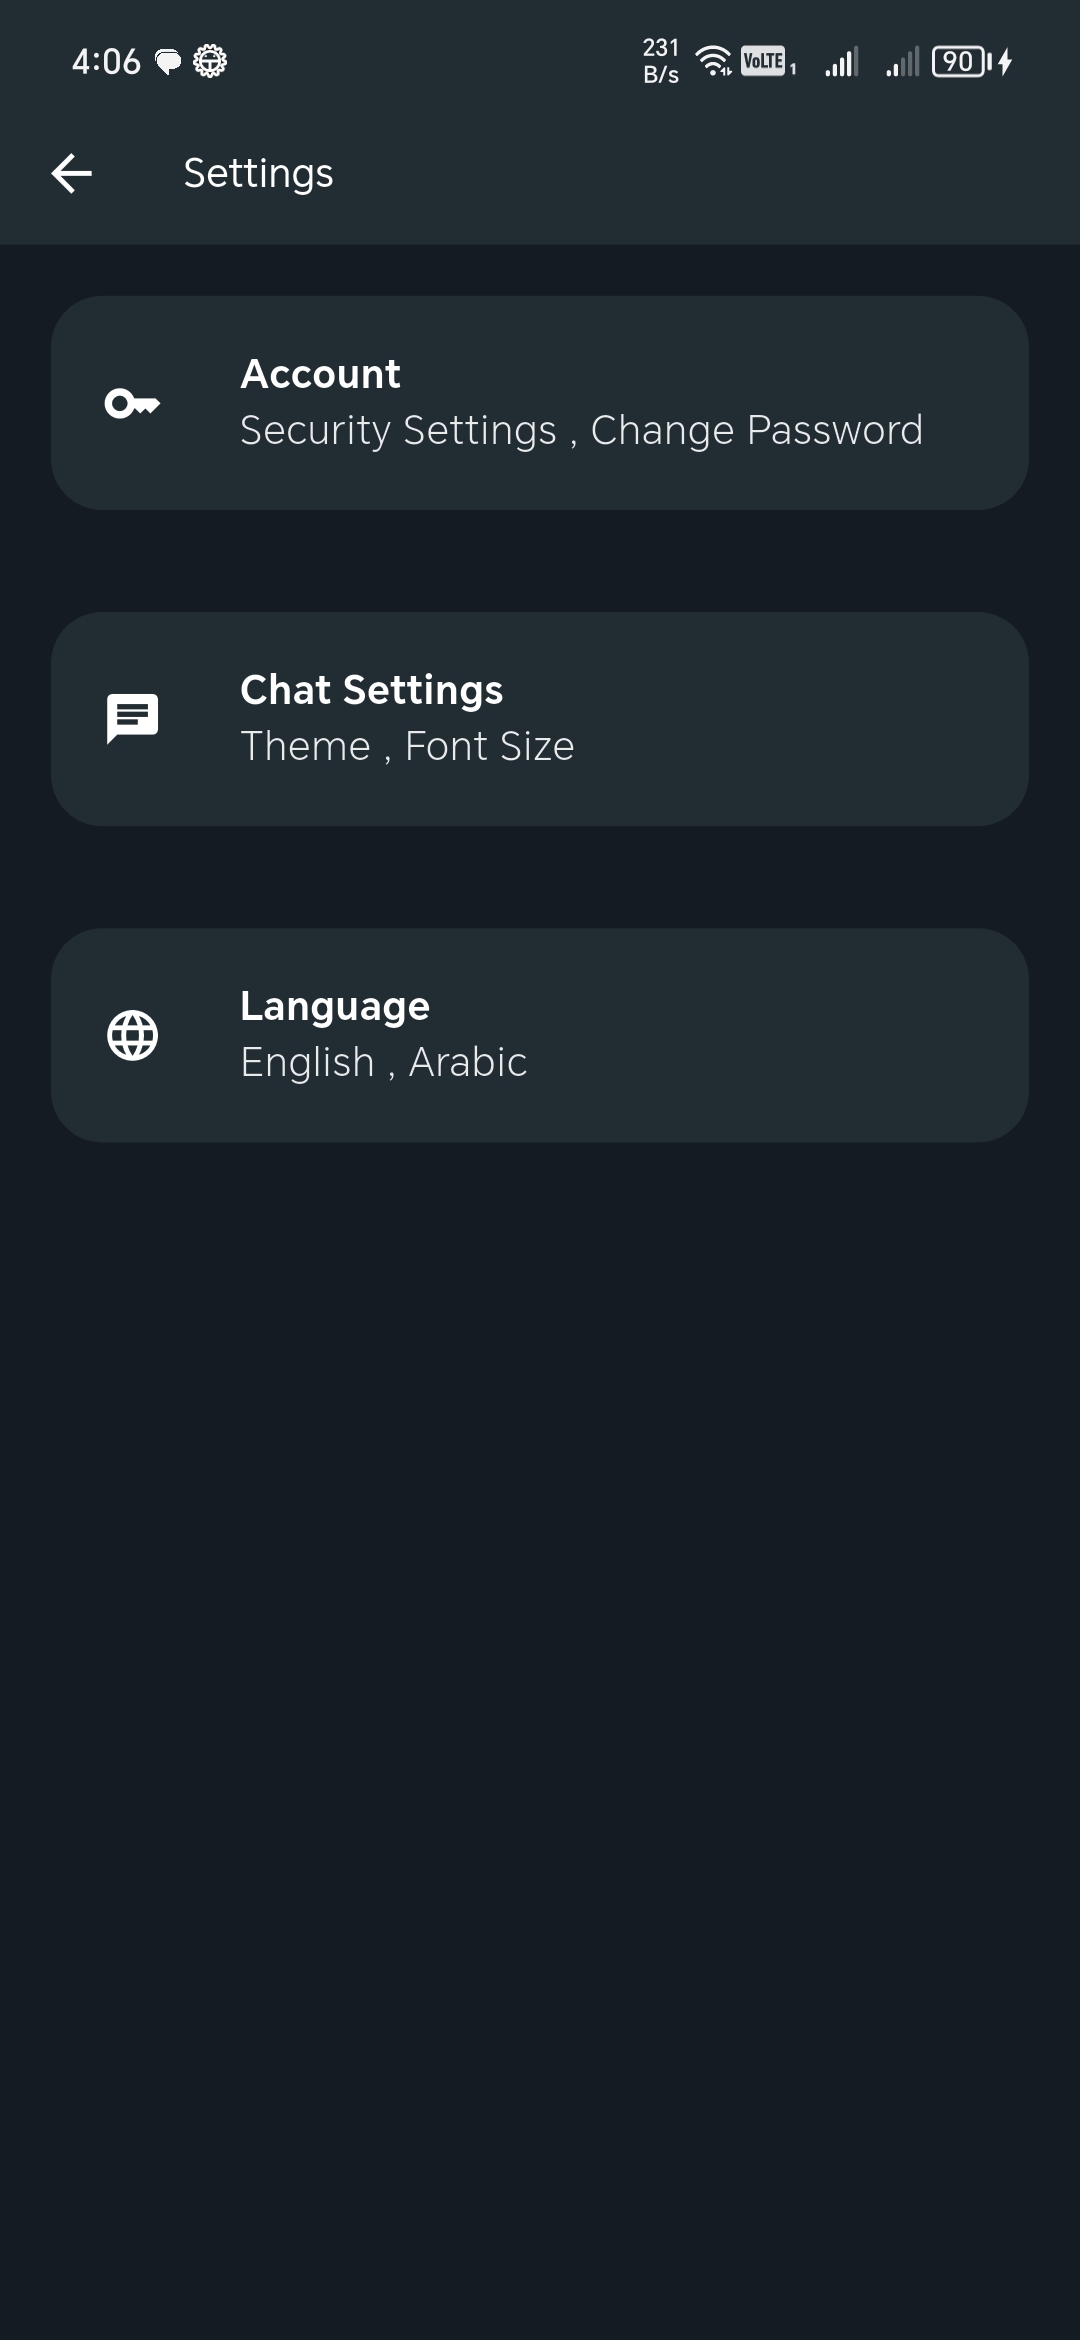 4:06
231
B/s
VoLTE 1
90
Settings
Account
Security Settings , Change Password
Chat Settings
Theme , Font Size
Language
English , Arabic